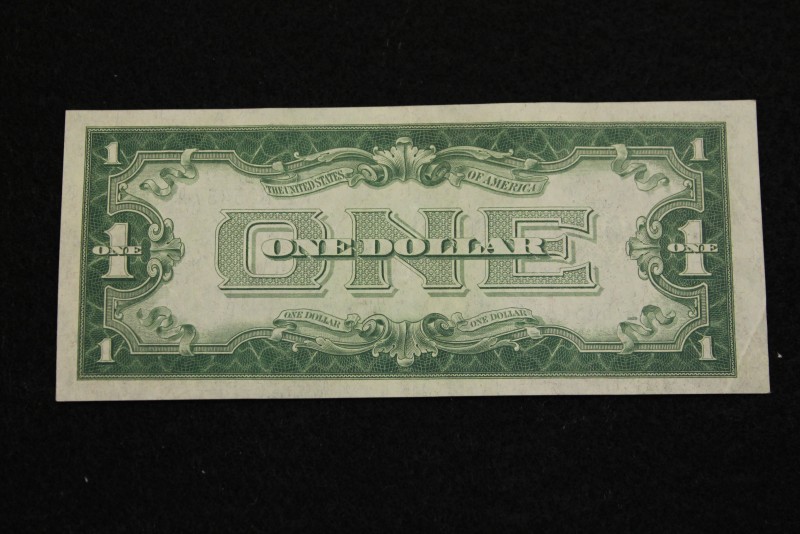 1 1
THE UNITED STATES OF AMERICA
ONE
ONE DOLLAR
1 ONE 1 ONE
ONE DOLLAR ONE DOLLAR
1 1